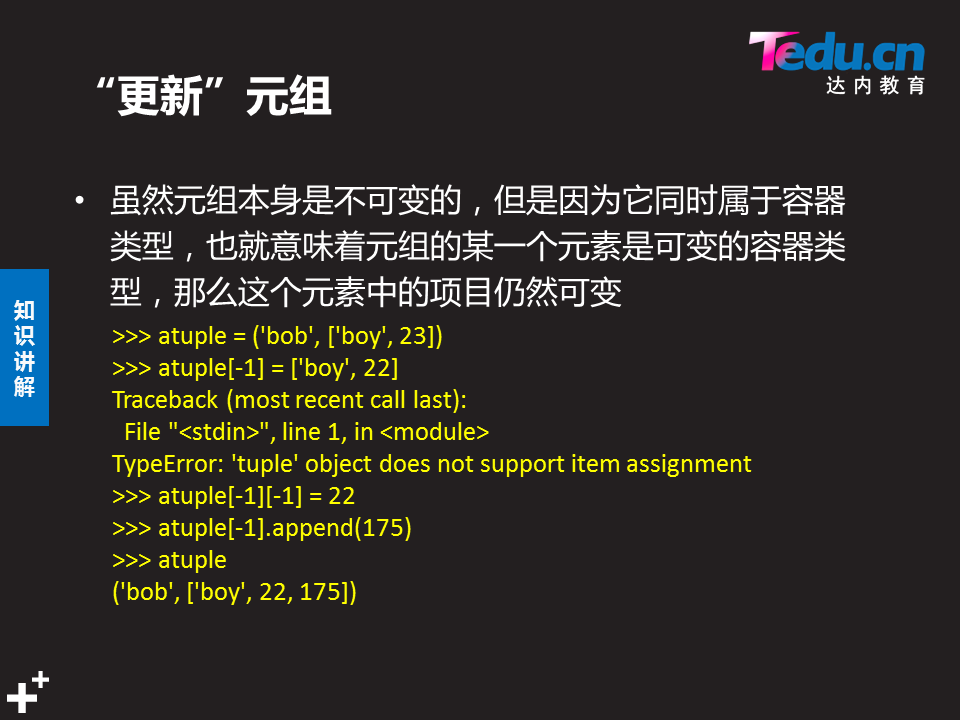 Tedu.cn
达内教育
“更新”元组
• 虽然元组本身是不可变的，但是因为它同时属于容器
类型，也就意味着元组的某一个元素是可变的容器类
型，那么这个元素中的项目仍然可变
知
识
讲
解
>>> atuple = ('bob', ['boy', 23])
>>> atuple[-1] = ['boy', 22]
Traceback (most recent call last):
  File "<stdin>", line 1, in <module>
TypeError: 'tuple' object does not support item assignment
>>> atuple[-1][-1] = 22
>>> atuple[-1].append(175)
>>> atuple
('bob', ['boy', 22, 175])